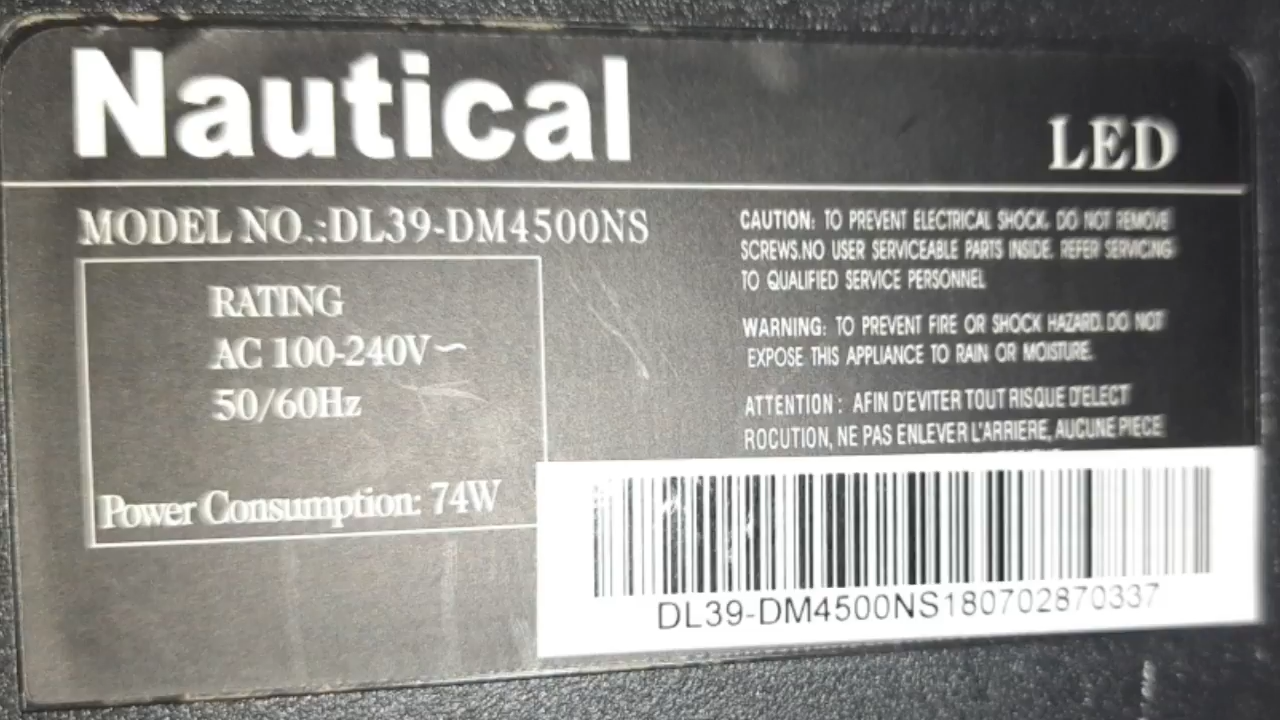 Nautical
LED
MODEL NO.:DL39-DM4500NS
RATING
AC 100-240V~
50/60Hz
Power Consumption: 74W
CAUTION: TO PREVENT ELECTRICAL SHOCK, DO NOT REMOVE
SCREWS.NO USER SERVICEABLE PARTS INSIDE. REFER SERVICING
TO QUALIFIED SERVICE PERSONNEL
WARNING: TO PREVENT FIRE OR SHOCK HAZARD. DO NOT
EXPOSE THIS APPLIANCE TO RAIN OR MOISTURE.
ATTENTION: AFIN D'EVITER TOUT RISQUE D'ELECT
ROCUTION, NE PAS ENLEVER L'ARRIERE, AUCUNE PIECE
DL39-DM4500NS180702870337